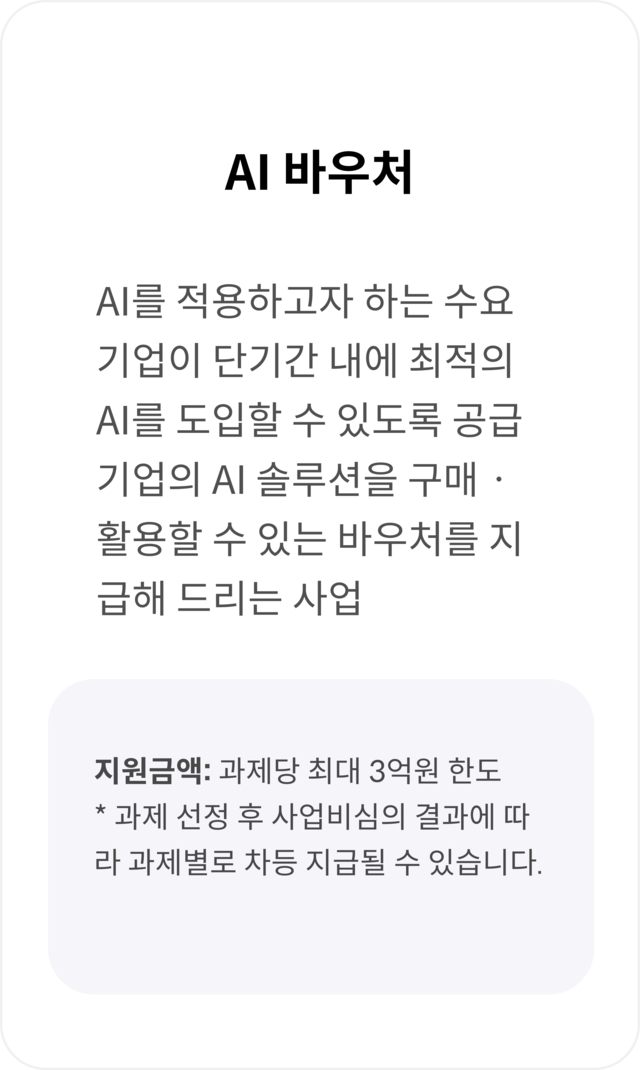 AI 바우처
AI를 적용하고자 하는 수요
기업이 단기간 내에 최적의
AI를 도입할 수 있도록 공급
기업의 AI 솔루션을 구매 ·
활용할 수 있는 바우처를 지
급해 드리는 사업
지원금액: 과제당 최대 3억원 한도
* 과제 선정 후 사업비심의 결과에 따
라 과제별로 차등 지급될 수 있습니다.